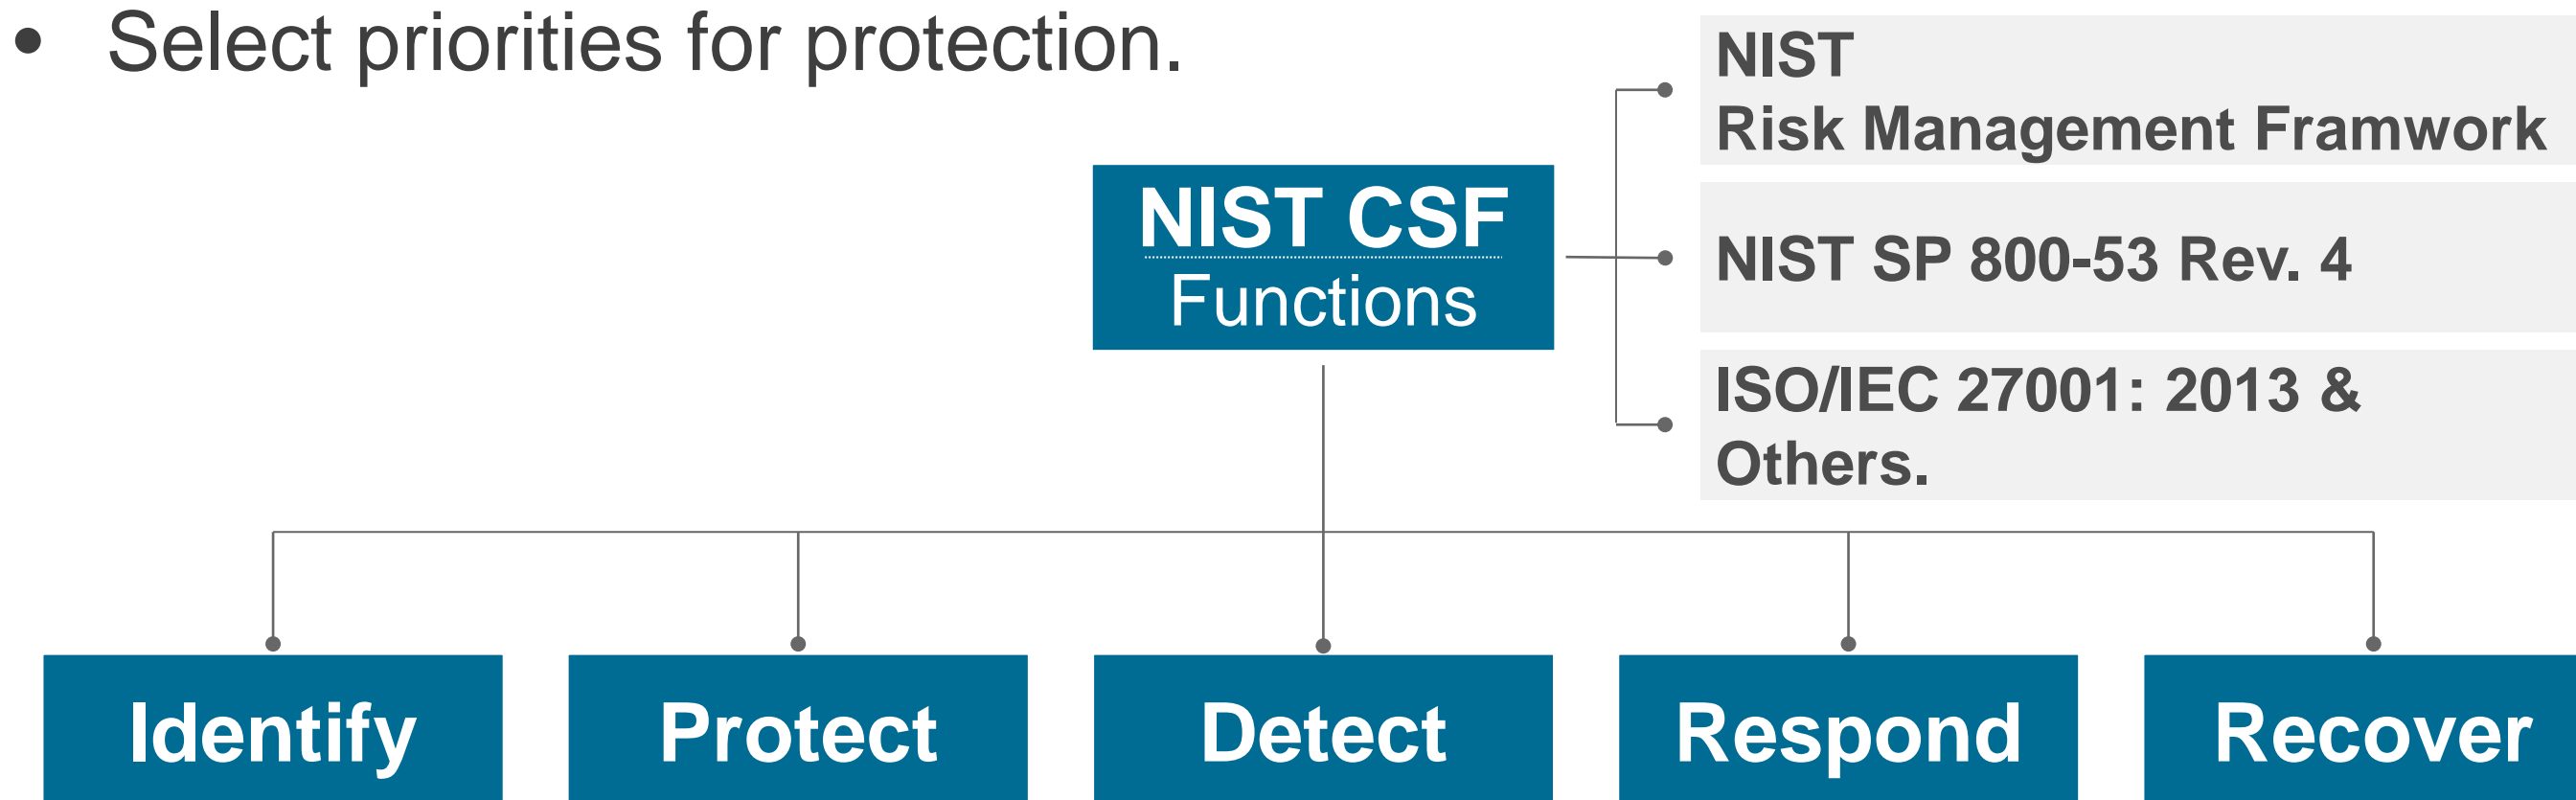 • Select priorities for protection.
NIST
Risk Management Framwork
NIST CSF
Functions
NIST SP 800-53 Rev. 4
ISO/IEC 27001: 2013 &
Others.
Identify
Protect
Detect
Respond
Recover